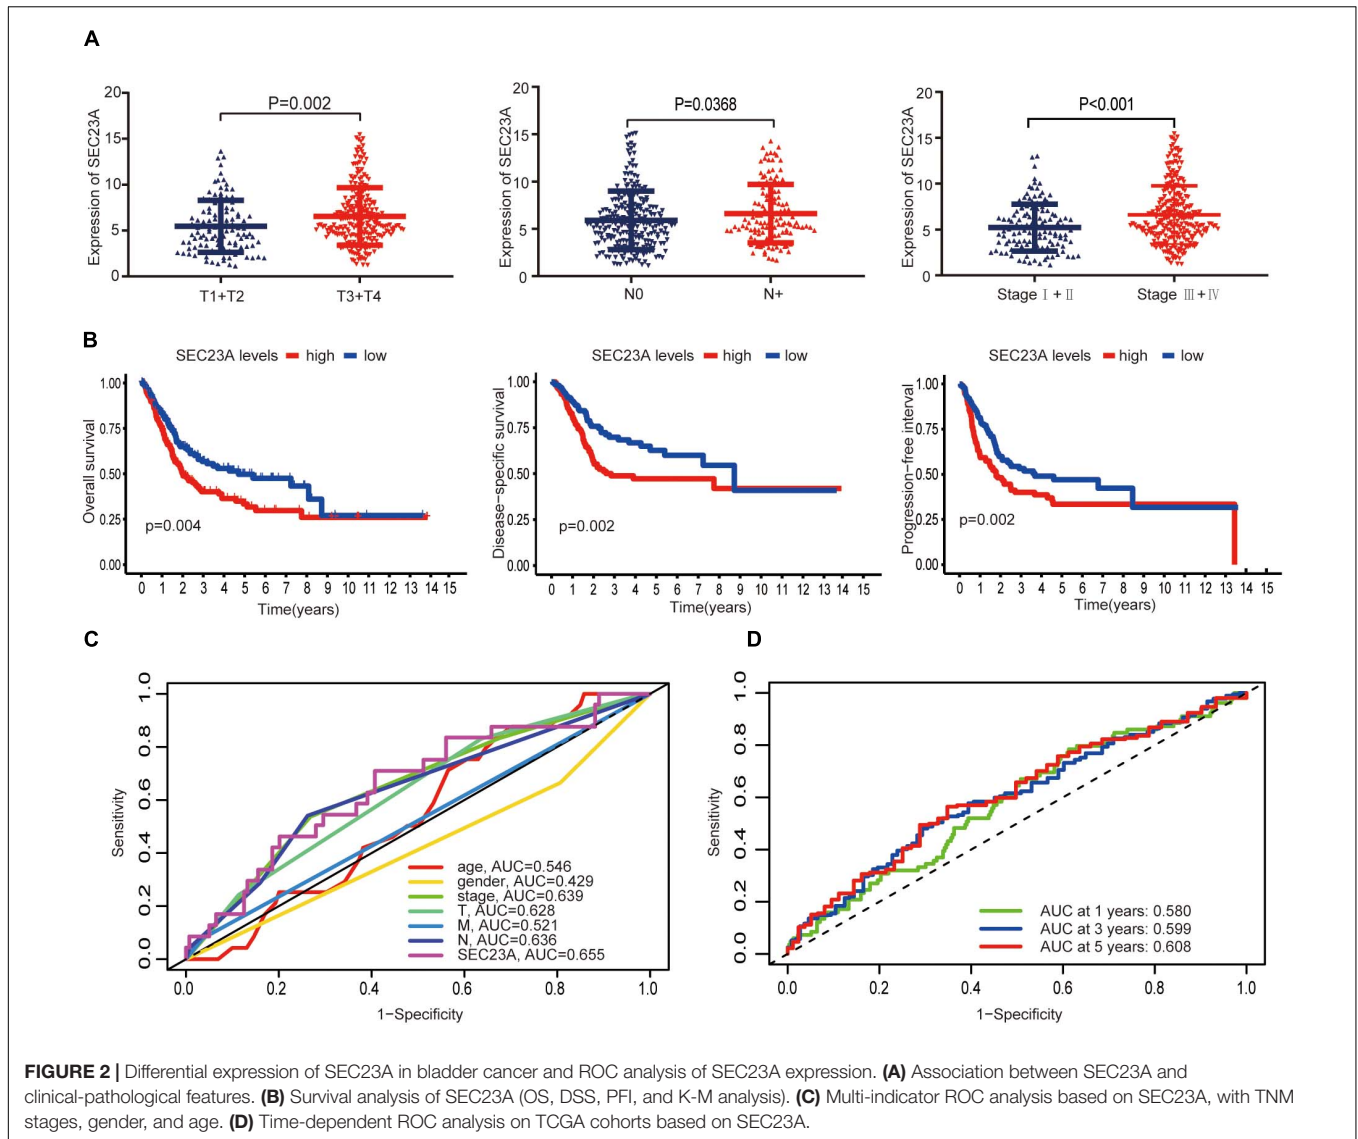 A
20
15
10
5
0
Expression of SEC23A
P=0.002
T1+T2
T3+T4
20
15
10
5
0
Expression of SEC23A
P=0.0368
N0
N+
20
15
10
5
0
Expression of SEC23A
P<0.001
Stage Ⅰ + Ⅱ
Stage Ⅲ+Ⅳ
B
SEC23A levels high low
1.00
0.75
0.50
0.25
0.00
Overall survival
p=0.004
0 1 2 3 4 5 6 7 8 9 10 11 12 13 14 15
Time(years)
SEC23A levels high low
1.00
0.75
0.50
0.25
0.00
Disease−specific survival
p=0.002
0 1 2 3 4 5 6 7 8 9 10 11 12 13 14 15
Time(years)
SEC23A levels high low
1.00
0.75
0.50
0.25
0.00
Progression−free interval
p=0.002
0 1 2 3 4 5 6 7 8 9 10 11 12 13 14 15
Time(years)
C
1.0
0.8
0.6
0.4
0.2
0.0
Sensitivity
age, AUC=0.546
gender, AUC=0.429
stage, AUC=0.639
T, AUC=0.628
M, AUC=0.521
N, AUC=0.636
SEC23A, AUC=0.655
0.0 0.2 0.4 0.6 0.8 1.0
1−Specificity
D
1.0
0.8
0.6
0.4
0.2
0.0
Sensitivity
AUC at 1 years: 0.580
AUC at 3 years: 0.599
AUC at 5 years: 0.608
0.0 0.2 0.4 0.6 0.8 1.0
1−Specificity
FIGURE 2 | Differential expression of SEC23A in bladder cancer and ROC analysis of SEC23A expression. (A) Association between SEC23A and
clinical-pathological features. (B) Survival analysis of SEC23A (OS, DSS, PFI, and K-M analysis). (C) Multi-indicator ROC analysis based on SEC23A, with TNM
stages, gender, and age. (D) Time-dependent ROC analysis on TCGA cohorts based on SEC23A.